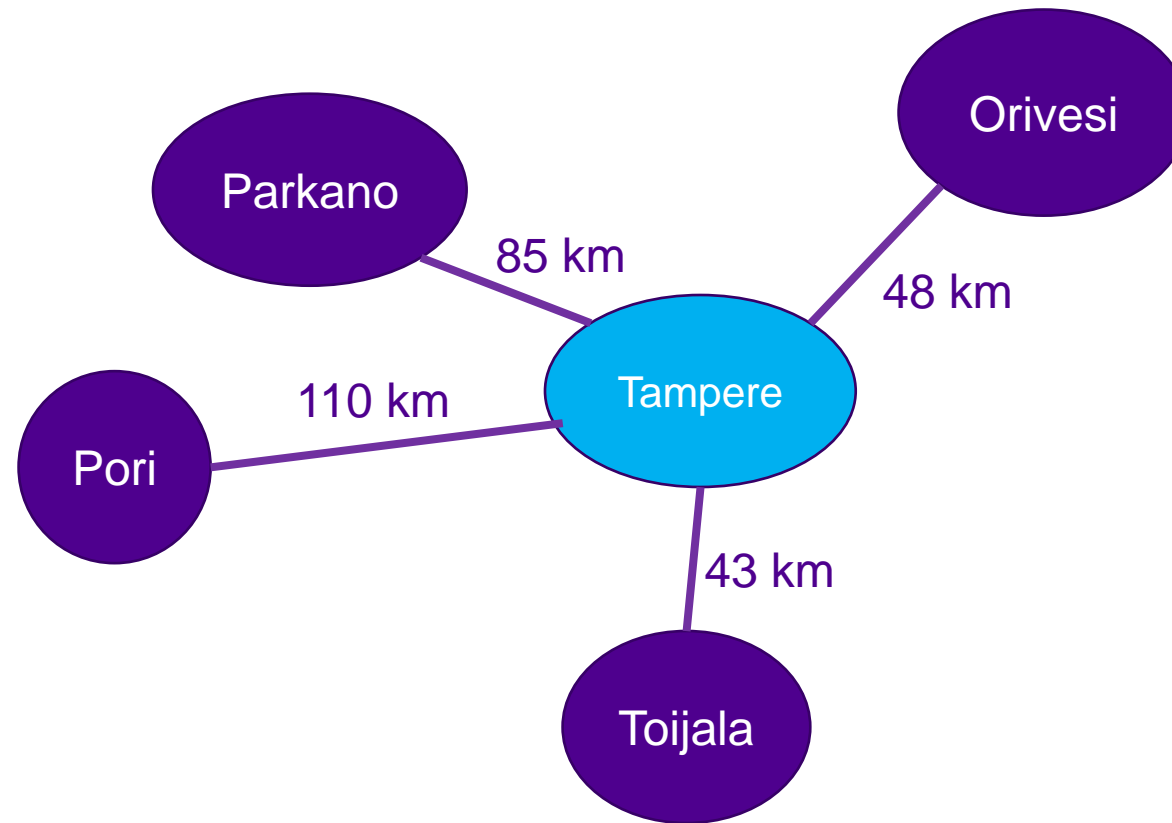 Orivesi
Parkano
85 km
48 km
Tampere
110 km
Pori
43 km
Toijala